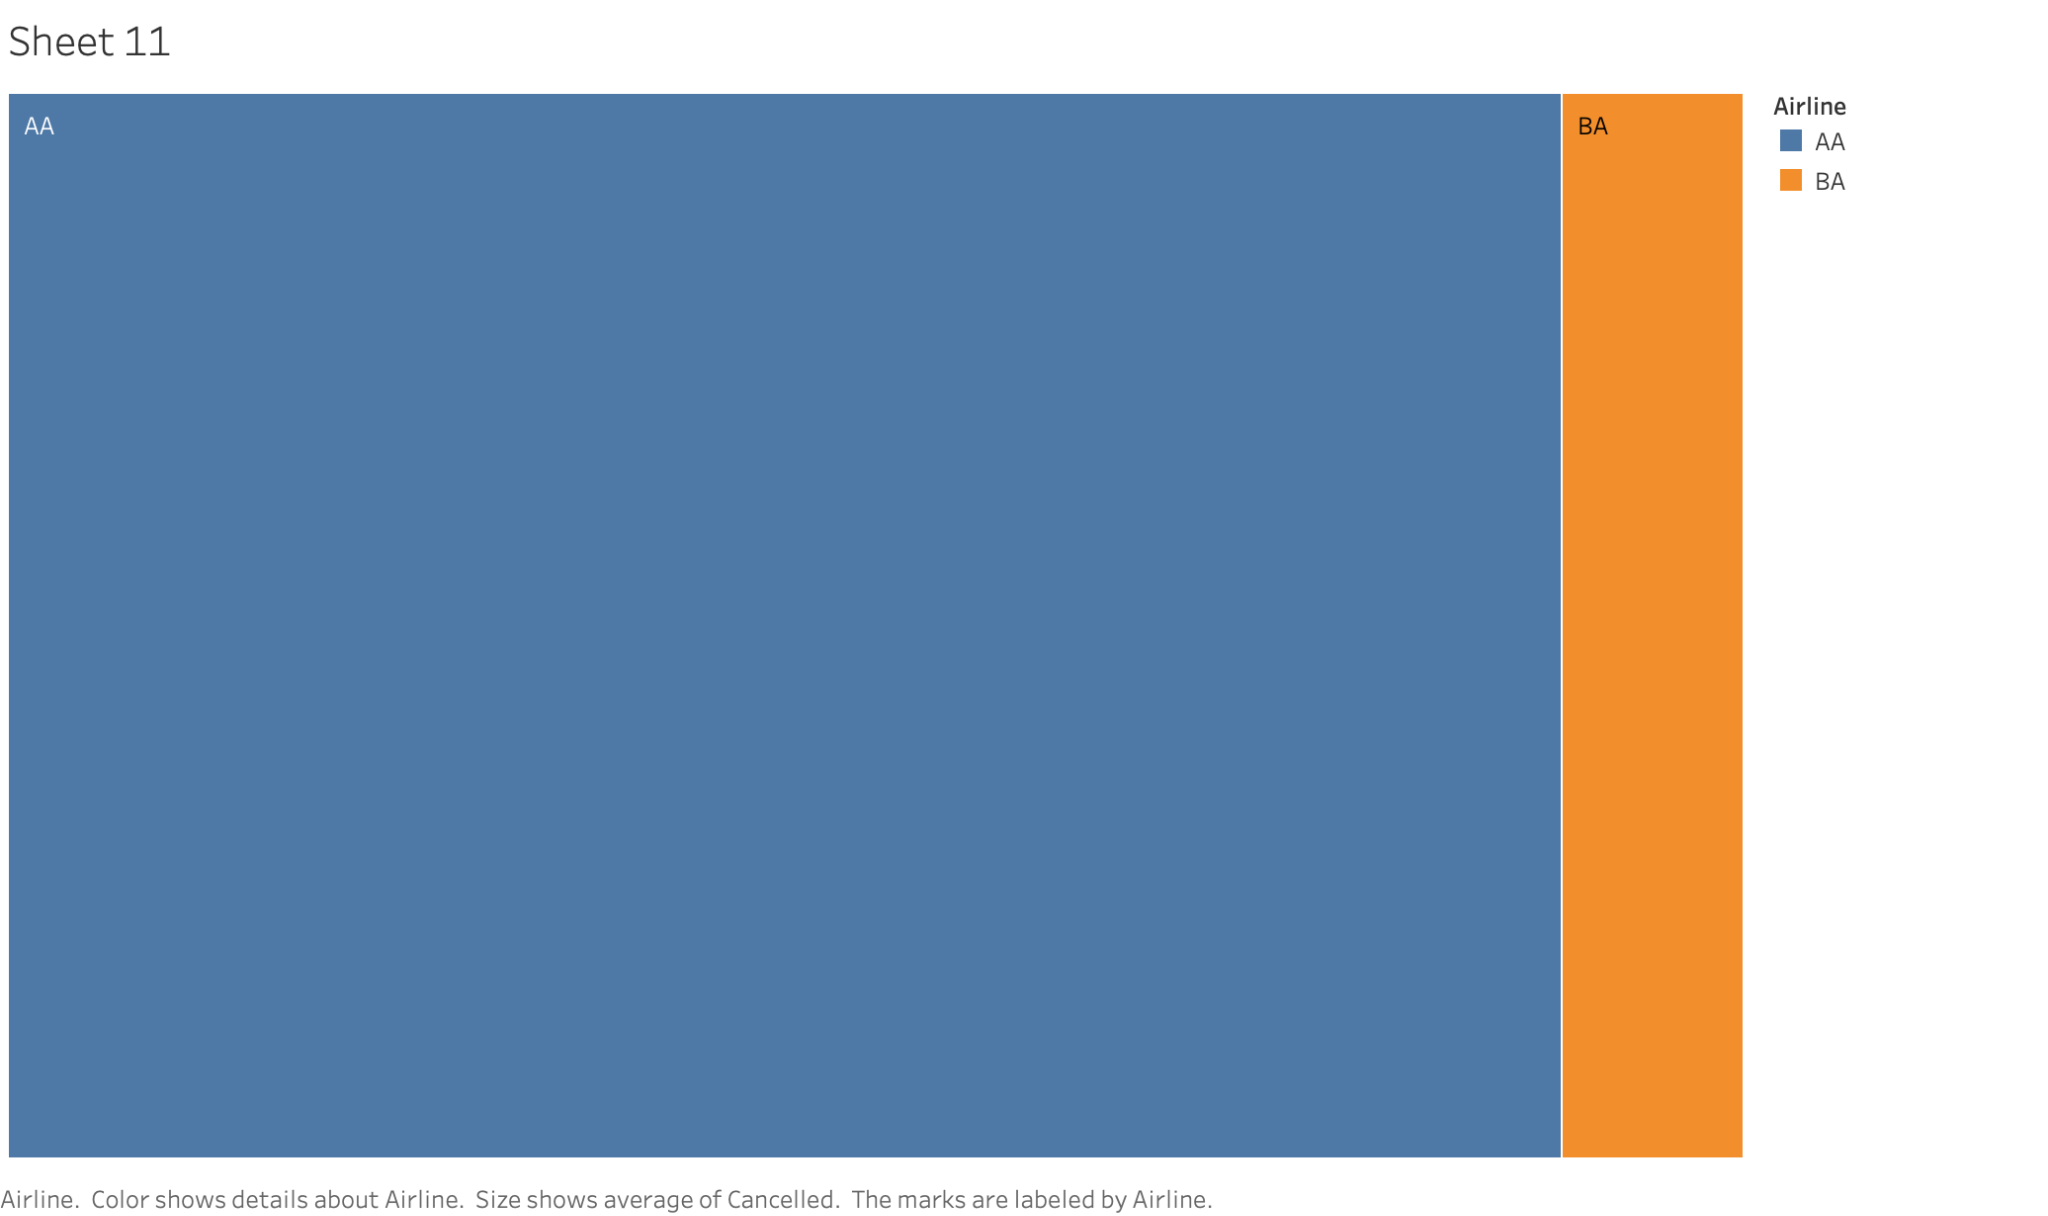 Sheet 11
AA
BA
Airline
AA
BA
Airline.  Color shows details about Airline.  Size shows average of Cancelled.  The marks are labeled by Airline.